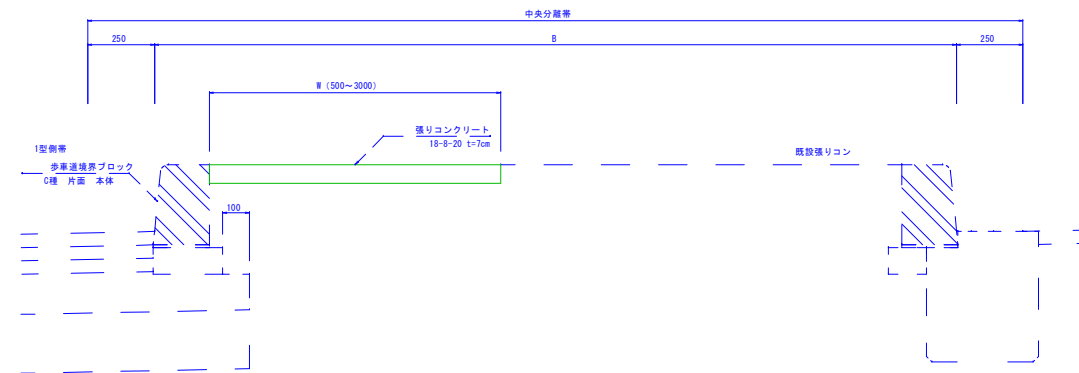 中央分離帯
250
B
250
W (500~3000)
張りコンクリート
18-8-20 t=7cm
1型側帯
歩車道境界ブロック
C種 片面 本体
既設張りコン
100